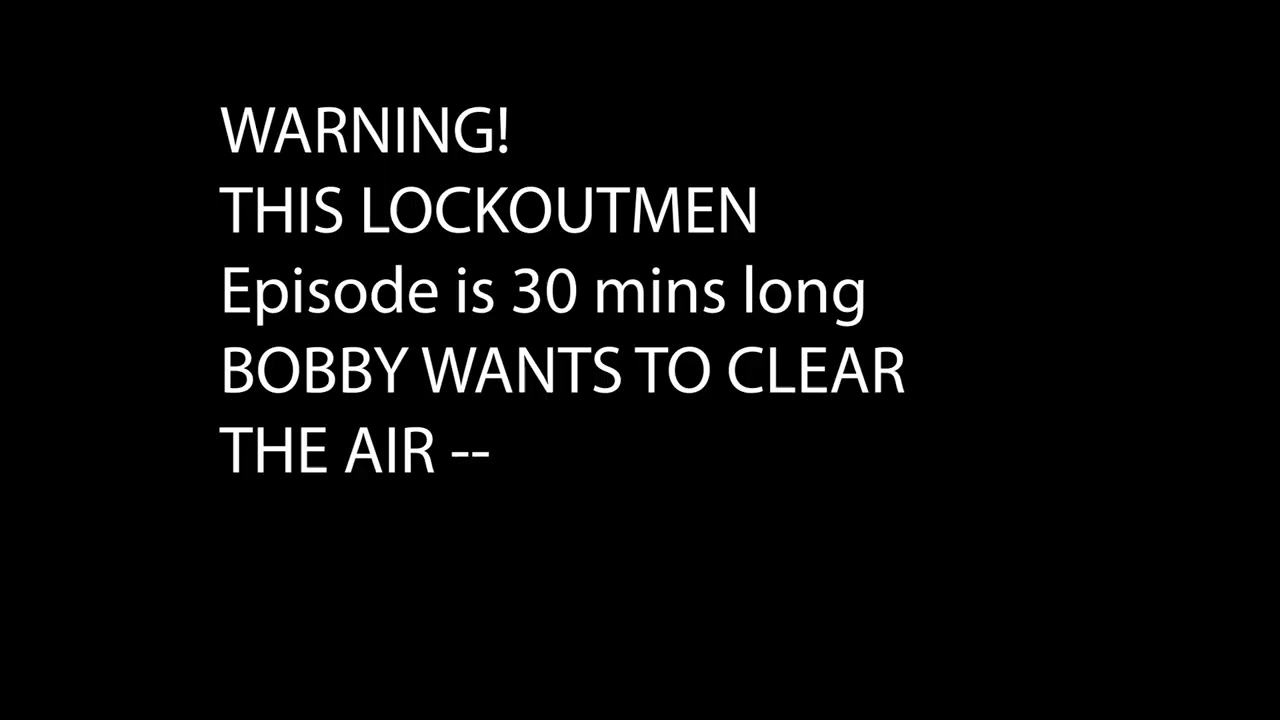 WARNING!
THIS LOCKOUTMEN
Episode is 30 mins long
BOBBY WANTS TO CLEAR
THE AIR --